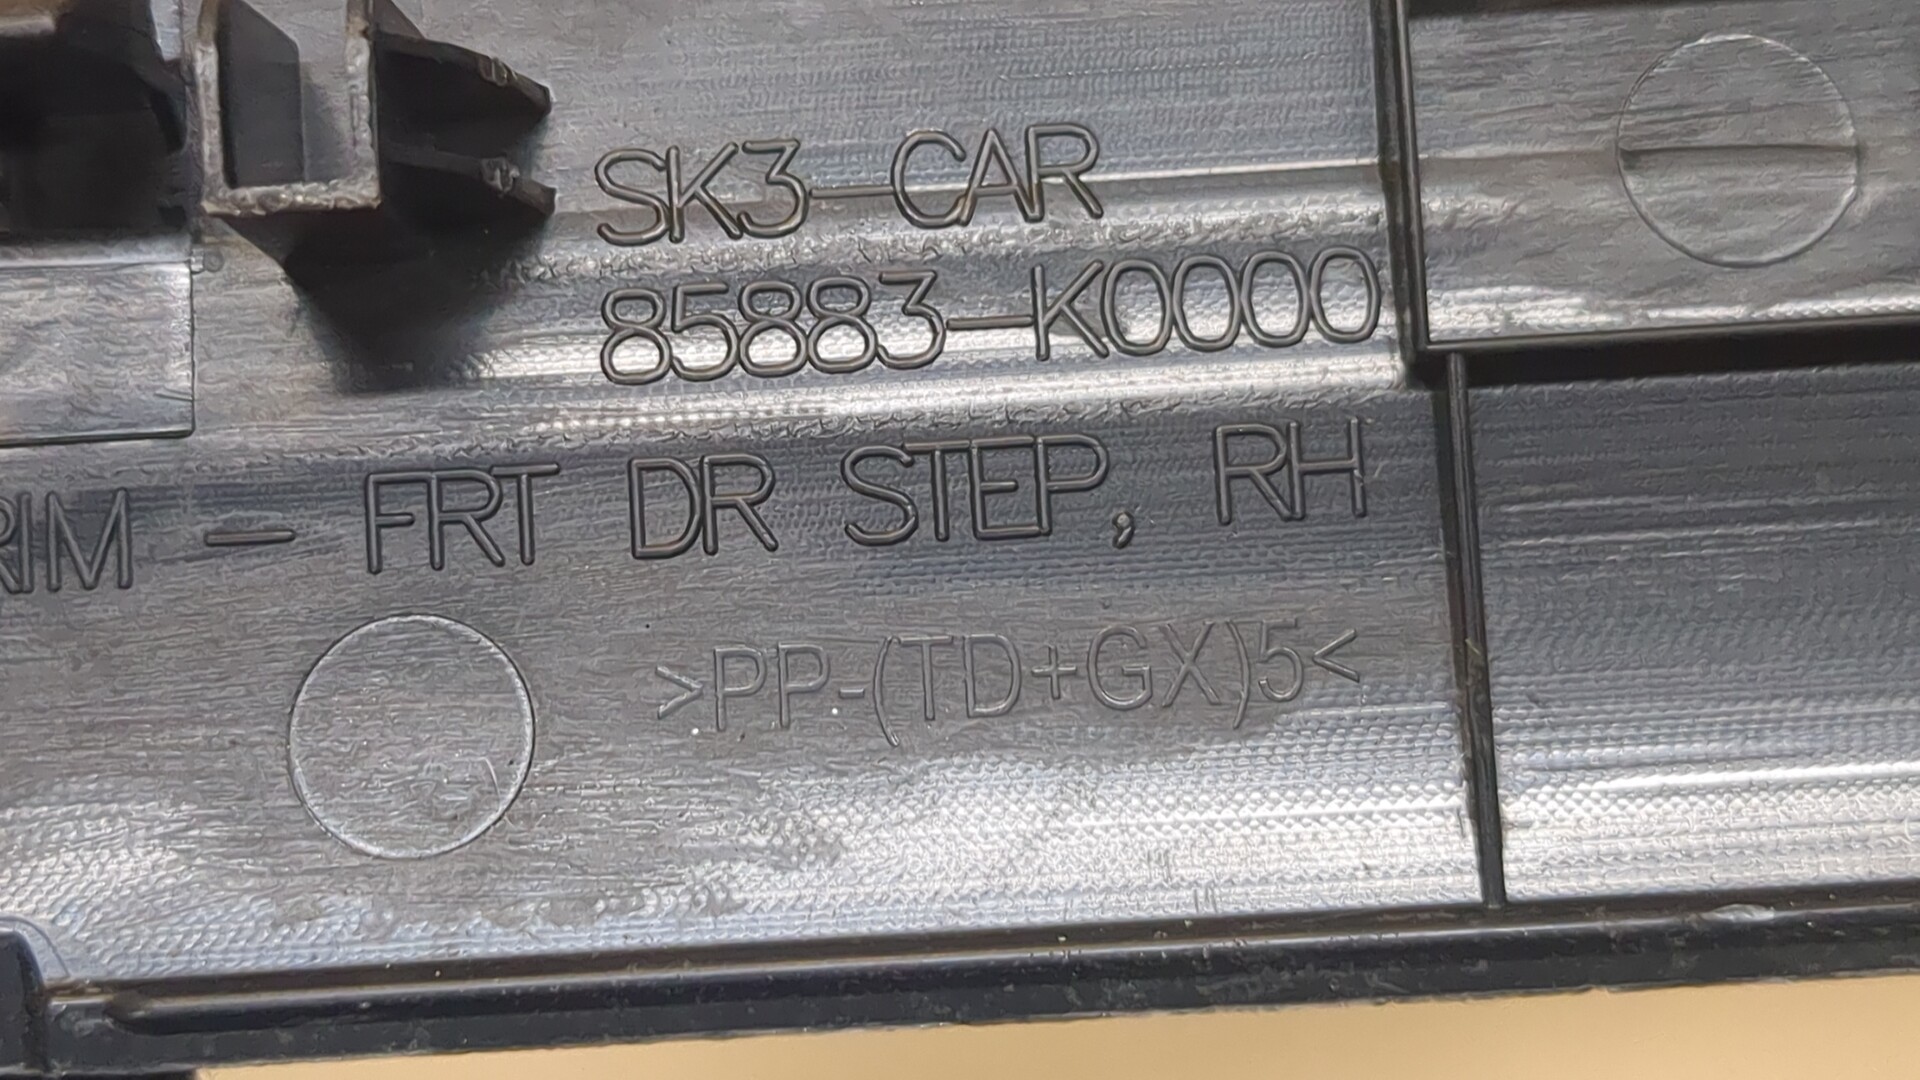 SK3-CAR
85883-K0000
RIM - FRT DR STEP, RH
>PP-(TD+GX)5<